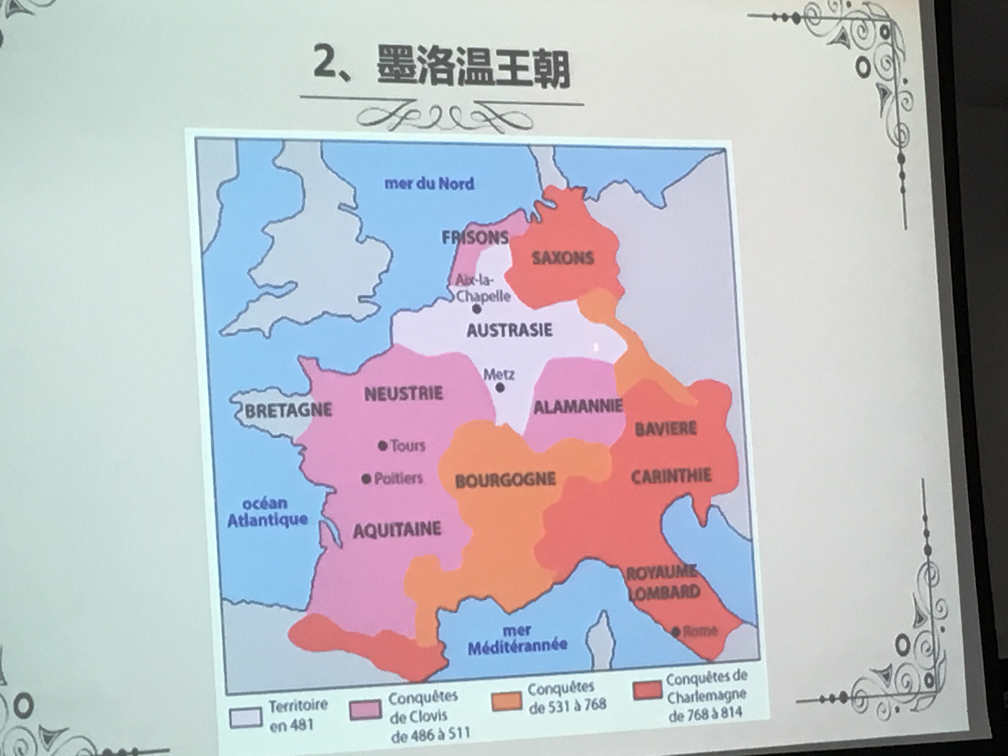 2、墨洛温王朝
mer du Nord
FRISONS
SAXONS
Aix-la-
Chapelle
AUSTRASIE
Metz
NEUSTRIE
ALAMANNIE
BRETAGNE
BAVIERE
Tours
Poitiers
BOURGOGNE
CARINTHIE
océan
Atlantique
AQUITAINE
ROYAUME
LOMBARD
Rome
mer
Méditérannée
Territoire
en 481
Conquêtes
de Clovis
de 486 à 511
Conquêtes
de 531 à 768
Conquêtes de
Charlemagne
de 768 à 814